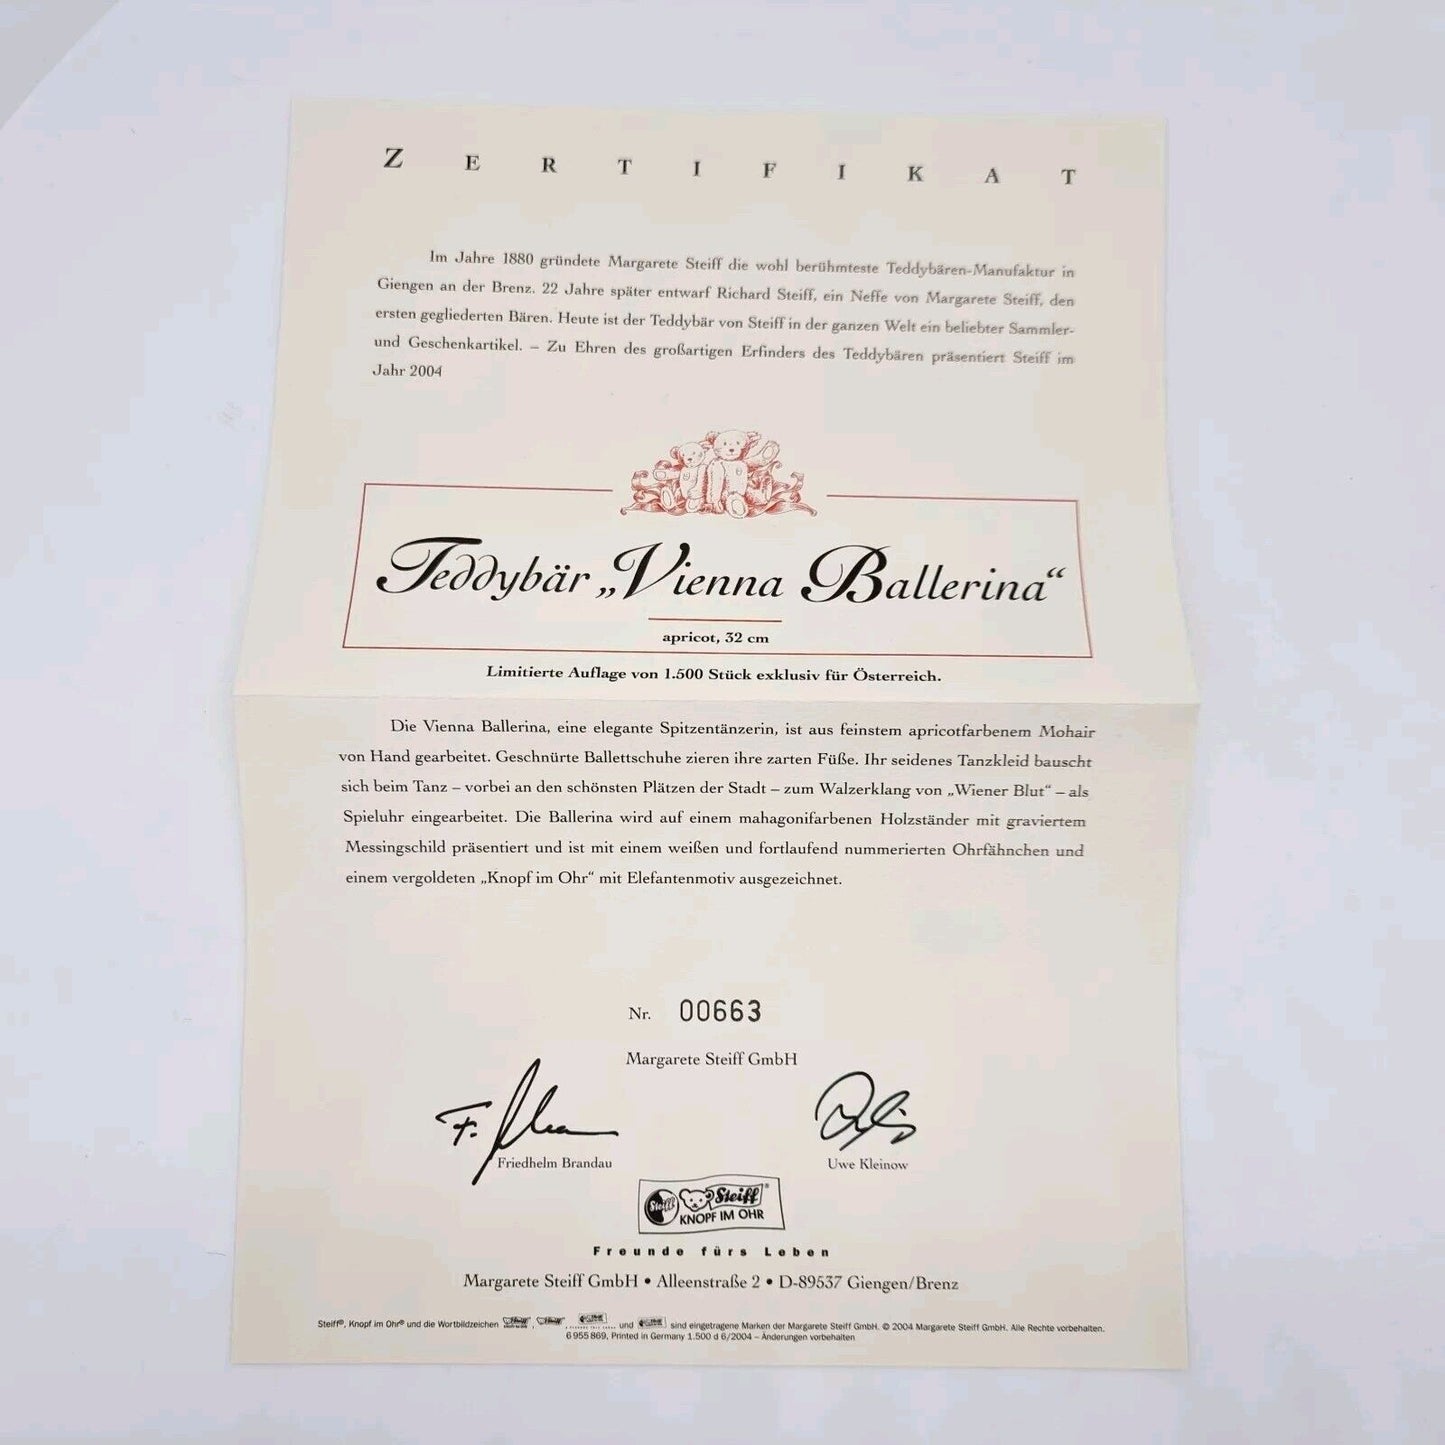 ZERTIFIKAT
Im Jahre 1880 gründete Margarete Steiff die wohl berühmteste Teddybären-Manufaktur in
Giengen an der Brenz. 22 Jahre später entwarf Richard Steiff, ein Neffe von Margarete Steiff, den
ersten gegliederten Bären. Heute ist der Teddybär von Steiff in der ganzen Welt ein beliebter Sammler-
und Geschenkartikel. – Zu Ehren des großartigen Erfinders des Teddybären präsentiert Steiff im
Jahr 2004
Teddybär „Vienna Ballerina“
apricot, 32 cm
Limitierte Auflage von 1.500 Stück exklusiv für Österreich.
Die Vienna Ballerina, eine elegante Spitzentänzerin, ist aus feinstem apricotfarbenem Mohair
von Hand gearbeitet. Geschnürte Ballettschuhe zieren ihre zarten Füße. Ihr seidenes Tanzkleid bauscht
sich beim Tanz – vorbei an den schönsten Plätzen der Stadt – zum Walzerklang von „Wiener Blut“ – als
Spieluhr eingearbeitet. Die Ballerina wird auf einem mahagonifarbenen Holzständer mit graviertem
Messingschild präsentiert und ist mit einem weißen und fortlaufend nummerierten Ohrfähnchen und
einem vergoldeten „Knopf im Ohr“ mit Elefantenmotiv ausgezeichnet.
Nr. 00663
Margarete Steiff GmbH
Friedhelm Brandau
Uwe Kleinow
Steiff Steiff®
KNOPF IM OHR
Freunde fürs Leben
Margarete Steiff GmbH • Alleenstraße 2 • D-89537 Giengen/Brenz
Steiff®, Knopf im Ohr® und die Wortbildzeichen , , und sind eingetragene Marken der Margarete Steiff GmbH. © 2004 Margarete Steiff GmbH. Alle Rechte vorbehalten.
6 955 869, Printed in Germany 1.500 d 6/2004 – Änderungen vorbehalten